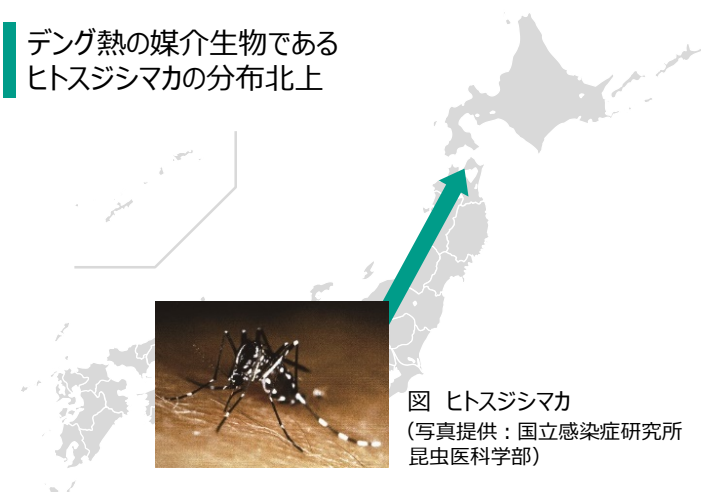 デング熱の媒介生物である
ヒトスジシマカの分布北上
図 ヒトスジシマカ
(写真提供：国立感染症研究所
昆虫医科学部)